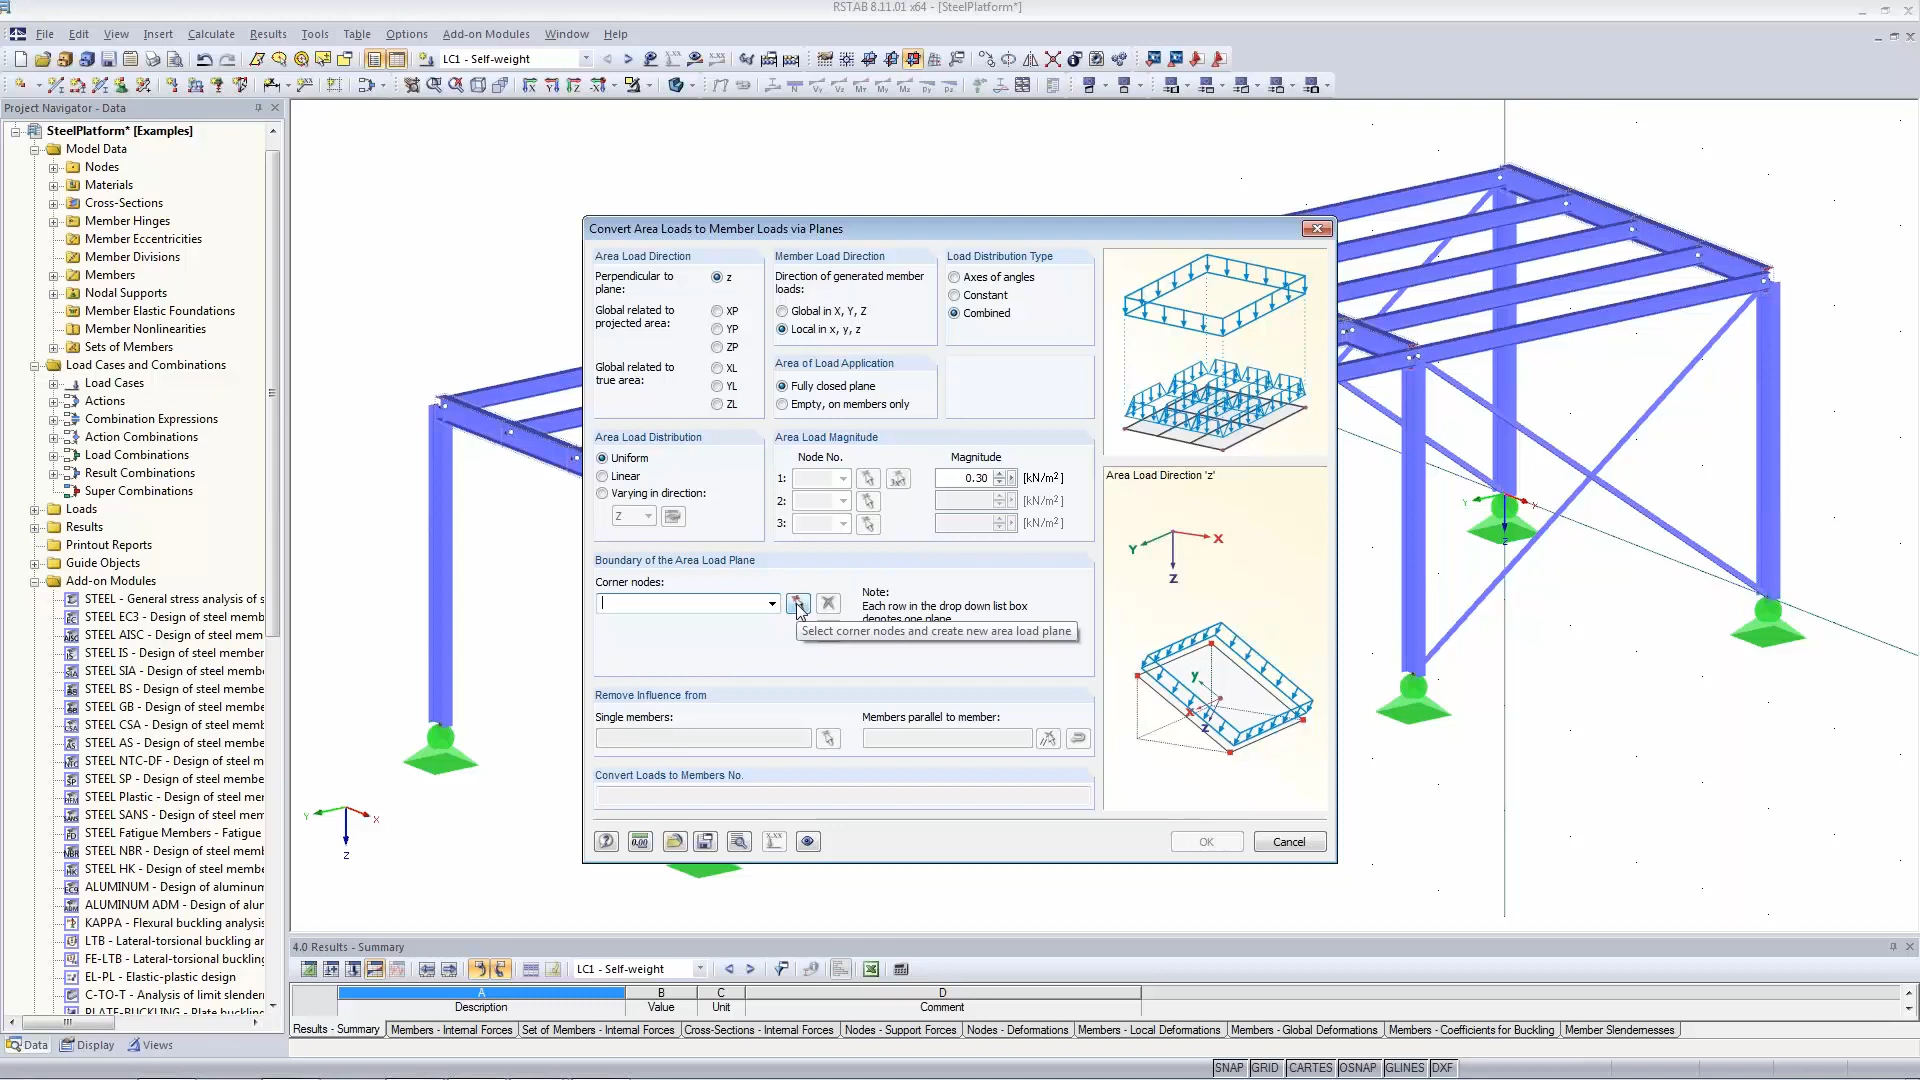 RSTAB 8.11.01 x64 - [SteelPlatform*]
File Edit View Insert Calculate Results Tools Table Options Add-on Modules Window Help
LC1 - Self-weight
Project Navigator - Data
SteelPlatform* [Examples]
Model Data
Nodes
Materials
Cross-Sections
Member Hinges
Member Eccentricities
Member Divisions
Members
Nodal Supports
Member Elastic Foundations
Member Nonlinearities
Sets of Members
Load Cases and Combinations
Load Cases
Actions
Combination Expressions
Action Combinations
Load Combinations
Result Combinations
Super Combinations
Loads
Results
Printout Reports
Guide Objects
Add-on Modules
STEEL - General stress analysis of s
STEEL EC3 - Design of steel member
STEEL AISC - Design of steel membe
STEEL IS - Design of steel member
STEEL SIA - Design of steel membe
STEEL BS - Design of steel membe
STEEL GB - Design of steel membe
STEEL CSA - Design of steel membe
STEEL AS - Design of steel membe
STEEL NTC-DF - Design of steel me
STEEL SP - Design of steel membe
STEEL Plastic - Design of steel mer
STEEL SANS - Design of steel mem
STEEL Fatigue Members - Fatigue
STEEL NBR - Design of steel memb
STEEL HK - Design of steel membe
ALUMINUM - Design of aluminum
ALUMINUM ADM - Design of alur
KAPPA - Flexural buckling analysis
LTB - Lateral-torsional buckling ar
FE-LTB - Lateral-torsional buckling
EL-PL - Elastic-plastic design
C-TO-T - Analysis of limit slender
PLATE-BUCKLING - Plate buckling
Data Display Views
Convert Area Loads to Member Loads via Planes
Area Load Direction
Perpendicular to plane: z
Global related to projected area: XP
YP
ZP
Global related to true area: XL
YL
ZL
Member Load Direction
Direction of generated member loads:
Global in X, Y, Z
Local in x, y, z
Load Distribution Type
Axes of angles
Constant
Combined
Area of Load Application
Fully closed plane
Empty, on members only
Area Load Distribution
Uniform
Linear
Varying in direction:
Z
Area Load Magnitude
Node No. Magnitude
1: 0.30 [kN/m²]
2: [kN/m²]
3: [kN/m²]
Boundary of the Area Load Plane
Corner nodes:
Note:
Each row in the drop down list box
denotes one plane
Select corner nodes and create new area load plane
Remove Influence from
Single members: Members parallel to member:
Convert Loads to Members No.
OK Cancel
Area Load Direction 'z'
Y X
Z
y
x
z
Y X
Z
Y X
Z
4.0 Results - Summary
LC1 - Self-weight
A B C D
Description Value Unit Comment
Results - Summary Members - Internal Forces Set of Members - Internal Forces Cross-Sections - Internal Forces Nodes - Support Forces Nodes - Deformations Members - Local Deformations Members - Global Deformations Members - Coefficients for Buckling Member Slendernesses
SNAP GRID CARTES OSNAP GLINES DXF